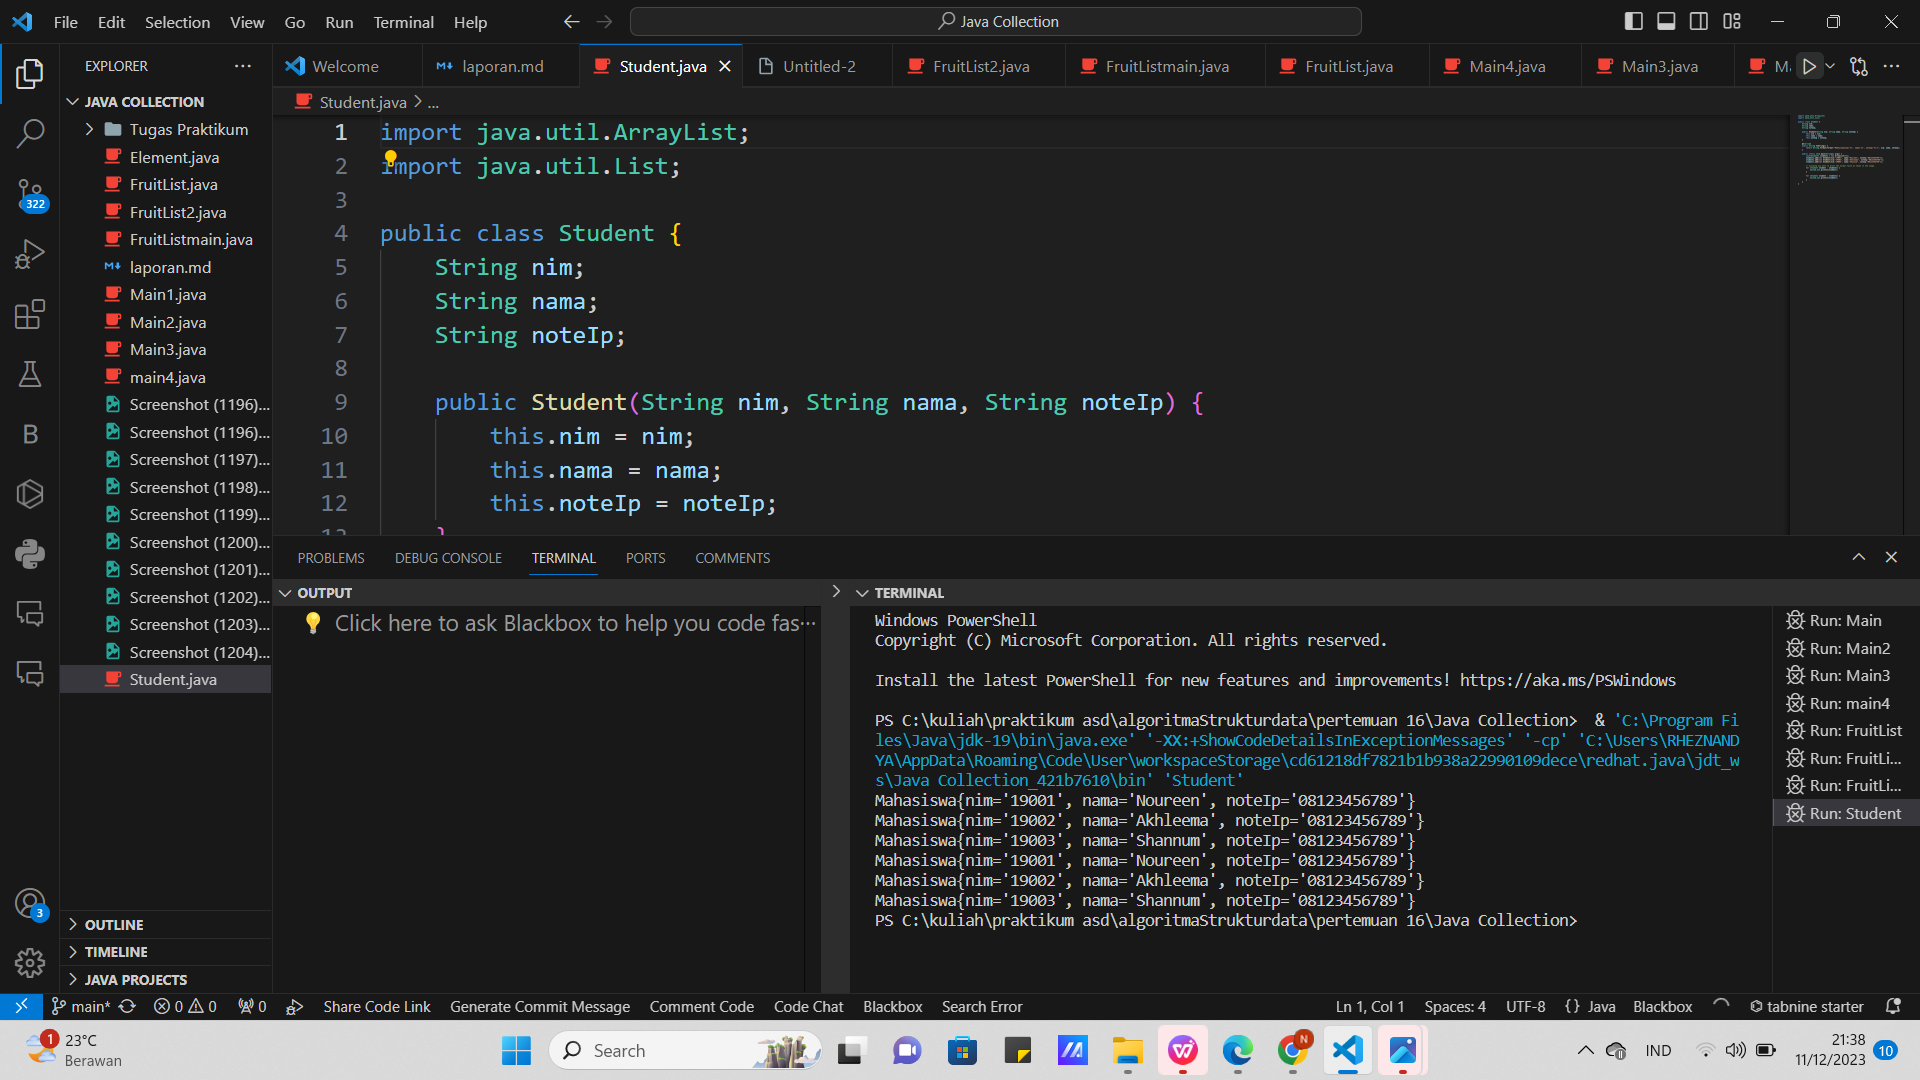 File Edit Selection View Go Run Terminal Help
Java Collection
EXPLORER
JAVA COLLECTION
Tugas Praktikum
Element.java
FruitList.java
FruitList2.java
FruitListmain.java
laporan.md
Main1.java
Main2.java
Main3.java
main4.java
Screenshot (1196)...
Screenshot (1196)...
Screenshot (1197)...
Screenshot (1198)...
Screenshot (1199)...
Screenshot (1200)...
Screenshot (1201)...
Screenshot (1202)...
Screenshot (1203)...
Screenshot (1204)...
Student.java
OUTLINE
TIMELINE
JAVA PROJECTS
322
B
3
Welcome laporan.md Student.java Untitled-2 FruitList2.java FruitListmain.java FruitList.java Main4.java Main3.java
Student.java > ...
1 import java.util.ArrayList;
2 import java.util.List;
3
4 public class Student {
5 String nim;
6 String nama;
7 String noteIp;
8
9 public Student(String nim, String nama, String noteIp) {
10 this.nim = nim;
11 this.nama = nama;
12 this.noteIp = noteIp;
13 }
PROBLEMS DEBUG CONSOLE TERMINAL PORTS COMMENTS
OUTPUT
Click here to ask Blackbox to help you code fas...
TERMINAL
Windows PowerShell
Copyright (C) Microsoft Corporation. All rights reserved.
Install the latest PowerShell for new features and improvements! https://aka.ms/PSWindows
PS C:\kuliah\praktikum asd\algoritmaStrukturdata\pertemuan 16\Java Collection> & 'C:\Program Fi
les\Java\jdk-19\bin\java.exe' '-XX:+ShowCodeDetailsInExceptionMessages' '-cp' 'C:\Users\RHEZNAND
YA\AppData\Roaming\Code\User\workspaceStorage\cd61218df7821b1b938a22990109dece\redhat.java\jdt_w
s\Java Collection_421b7610\bin' 'Student'
Mahasiswa{nim='19001', nama='Noureen', noteIp='08123456789'}
Mahasiswa{nim='19002', nama='Akhleema', noteIp='08123456789'}
Mahasiswa{nim='19003', nama='Shannum', noteIp='08123456789'}
Mahasiswa{nim='19001', nama='Noureen', noteIp='08123456789'}
Mahasiswa{nim='19002', nama='Akhleema', noteIp='08123456789'}
Mahasiswa{nim='19003', nama='Shannum', noteIp='08123456789'}
PS C:\kuliah\praktikum asd\algoritmaStrukturdata\pertemuan 16\Java Collection>
Run: Main
Run: Main2
Run: Main3
Run: main4
Run: FruitList
Run: FruitLi...
Run: FruitLi...
Run: Student
main* 0 0 0 Share Code Link Generate Commit Message Comment Code Code Chat Blackbox Search Error
Ln 1, Col 1 Spaces: 4 UTF-8 {} Java Blackbox tabnine starter
1 23°C
Berawan
Search
N
IND
21:38
11/12/2023
10